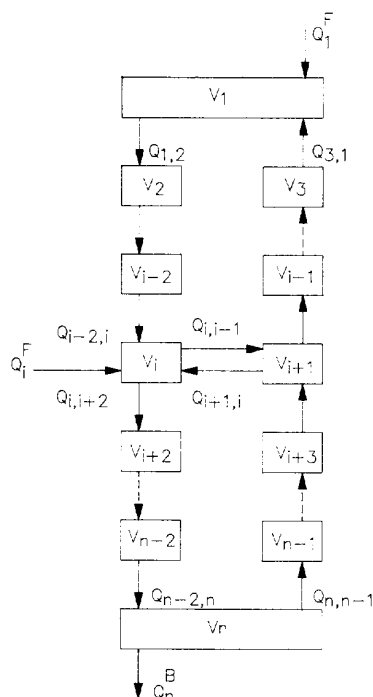 Q₁ᶠ
V₁
Q₁,₂ Q₃,₁
V₂ V₃
Vᵢ₋₂ Vᵢ₋₁
Qᵢ₋₂,ᵢ Qᵢ,ᵢ₋₁
Qᵢᶠ Vᵢ Vᵢ₊₁
Qᵢ,ᵢ₊₂ Qᵢ₊₁,ᵢ
Vᵢ₊₂ Vᵢ₊₃
Vₙ₋₂ Vₙ₋₁
Qₙ₋₂,ₙ Qₙ,ₙ₋₁
Vₙ
Qₙᴮ